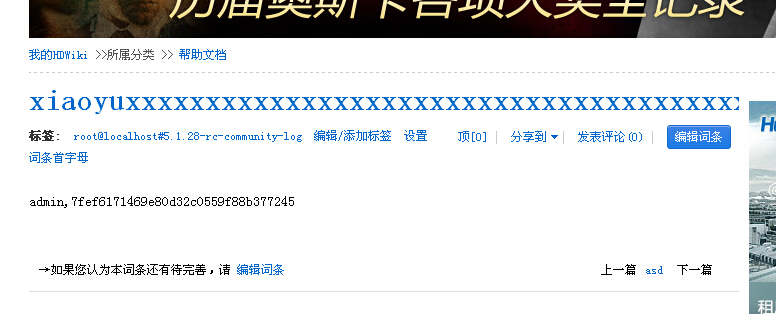 历届奥斯卡各项大奖全记录
我的HDWiki >>所属分类 >> 帮助文档
xiaoyuxxxxxxxxxxxxxxxxxxxxxxxxxxxxxxxxxxxxxxx
标签: root@localhost#5.1.28-rc-community-log 编辑/添加标签 设置 顶[0] 分享到 发表评论(0) 编辑词条
词条首字母
admin,7fef6171469e80d32c0559f88b377245
→如果您认为本词条还有待完善，请 编辑词条 上一篇 asd 下一篇
租